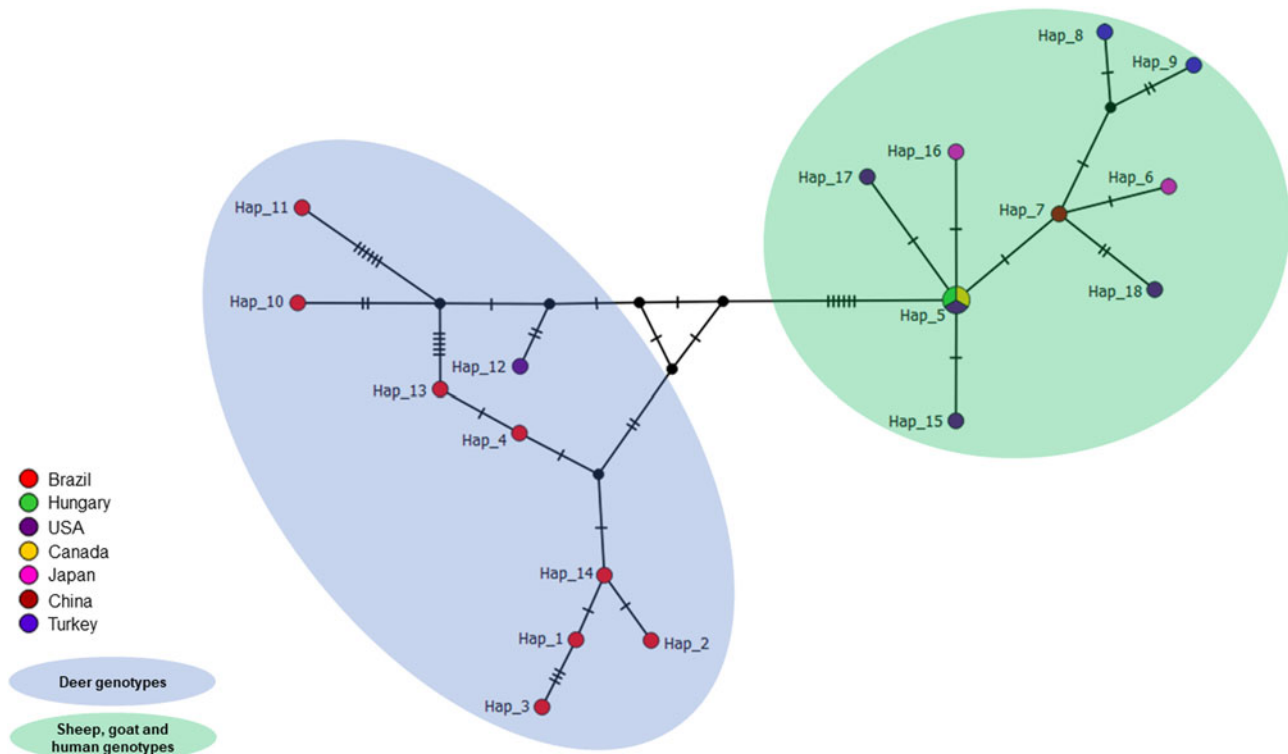 Hap_8
Hap_9
Hap_16
Hap_17
Hap_6
Hap_11
Hap_7
Hap_10
Hap_18
Hap_5
Hap_12
Hap_13
Hap_15
Hap_4
Brazil
Hungary
USA
Canada
Japan
China
Turkey
Hap_14
Hap_1
Hap_2
Hap_3
Deer genotypes
Sheep, goat and
human genotypes